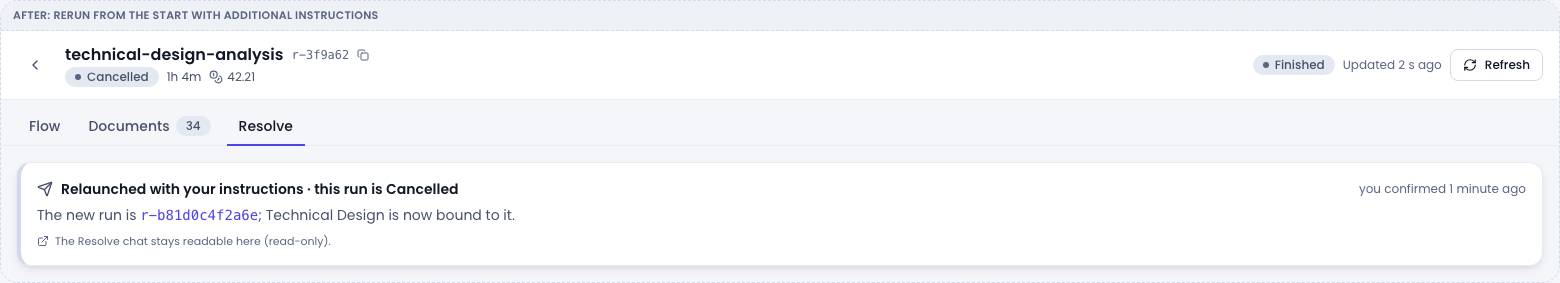 AFTER: RERUN FROM THE START WITH ADDITIONAL INSTRUCTIONS
technical-design-analysis r-3f9a62
Cancelled 1h 4m 42.21
Finished Updated 2 s ago Refresh
Flow Documents 34 Resolve
Relaunched with your instructions · this run is Cancelled
you confirmed 1 minute ago
The new run is r-b81d0c4f2a6e; Technical Design is now bound to it.
The Resolve chat stays readable here (read-only).